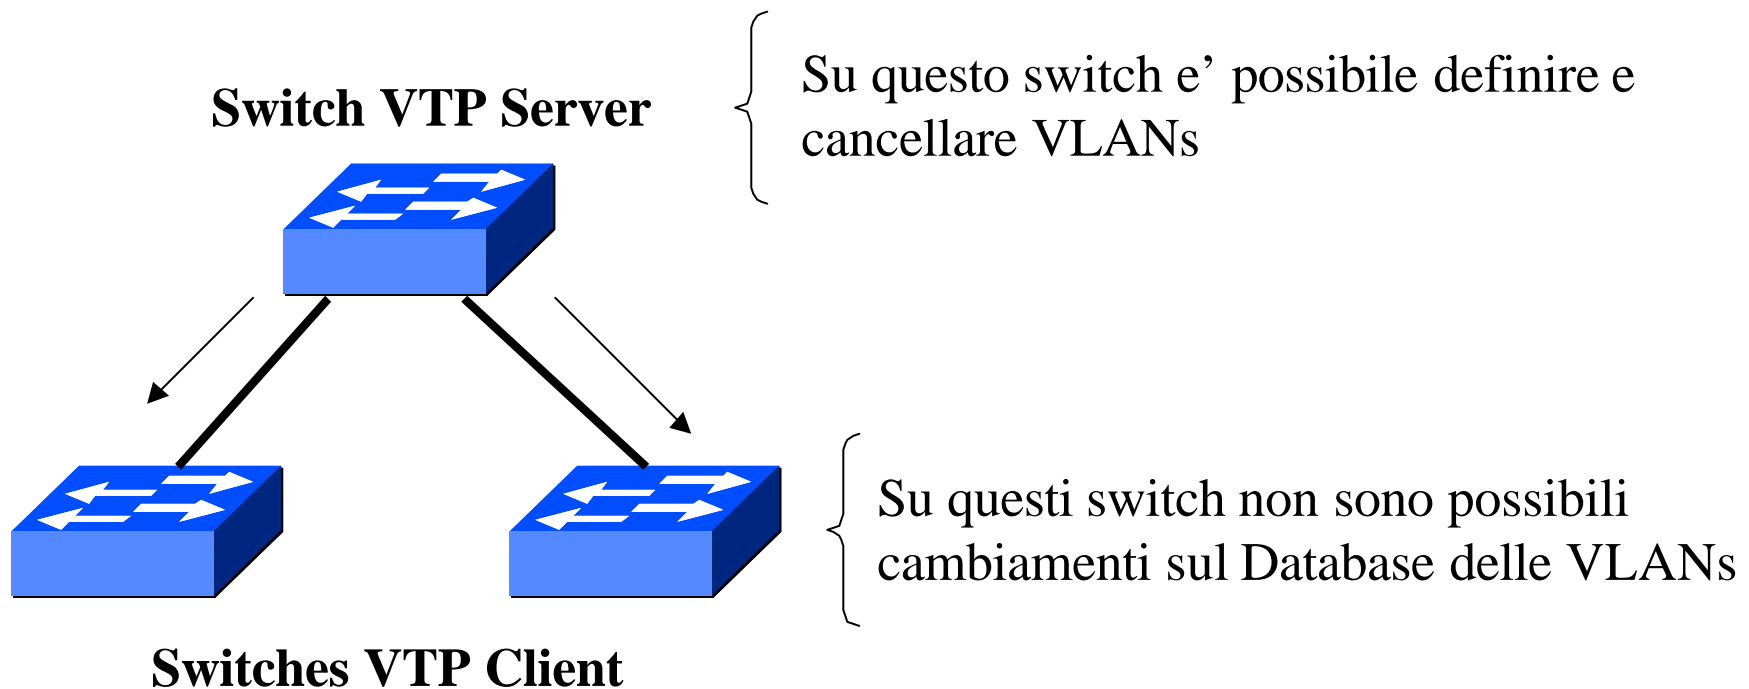 Switch VTP Server
Su questo switch e’ possibile definire e
cancellare VLANs
Su questi switch non sono possibili
cambiamenti sul Database delle VLANs
Switches VTP Client